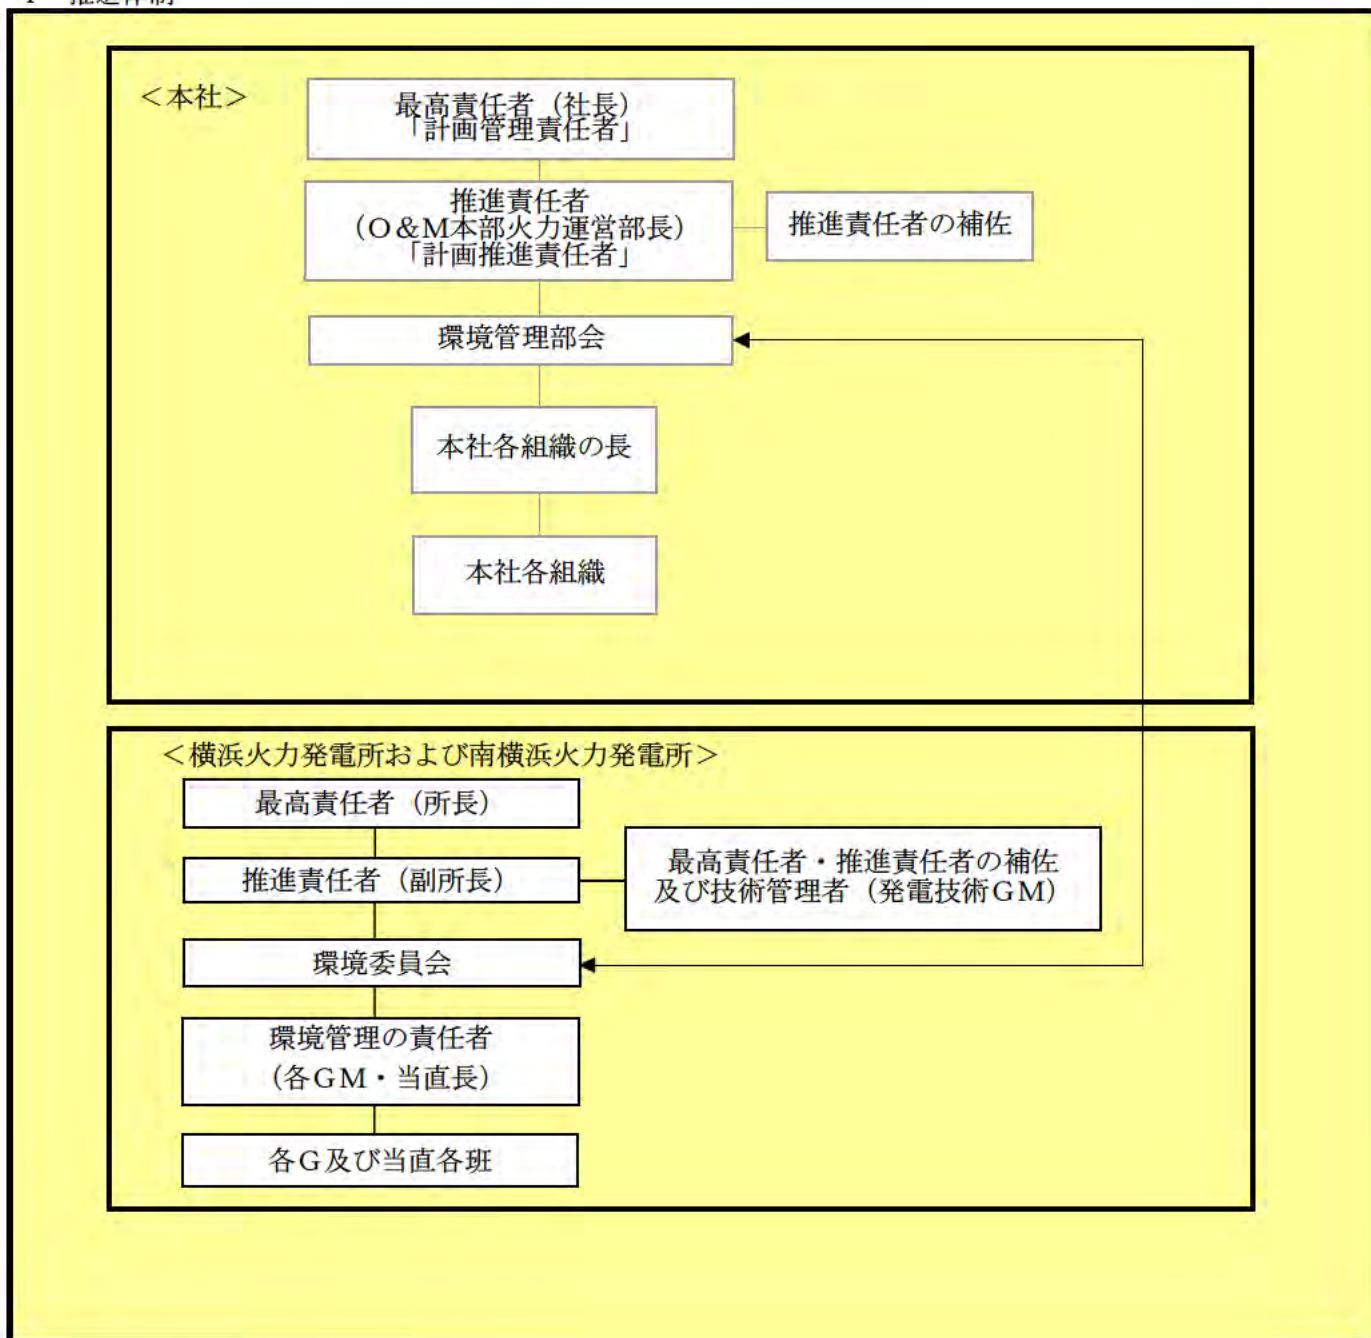 推進体制
＜本社＞
最高責任者（社長）
「計画管理責任者」
推進責任者
（Ｏ＆Ｍ本部火力運営部長）
「計画推進責任者」
推進責任者の補佐
環境管理部会
本社各組織の長
本社各組織
＜横浜火力発電所および南横浜火力発電所＞
最高責任者（所長）
推進責任者（副所長）
最高責任者・推進責任者の補佐
及び技術管理者（発電技術ＧＭ）
環境委員会
環境管理の責任者
（各ＧＭ・当直長）
各Ｇ及び当直各班